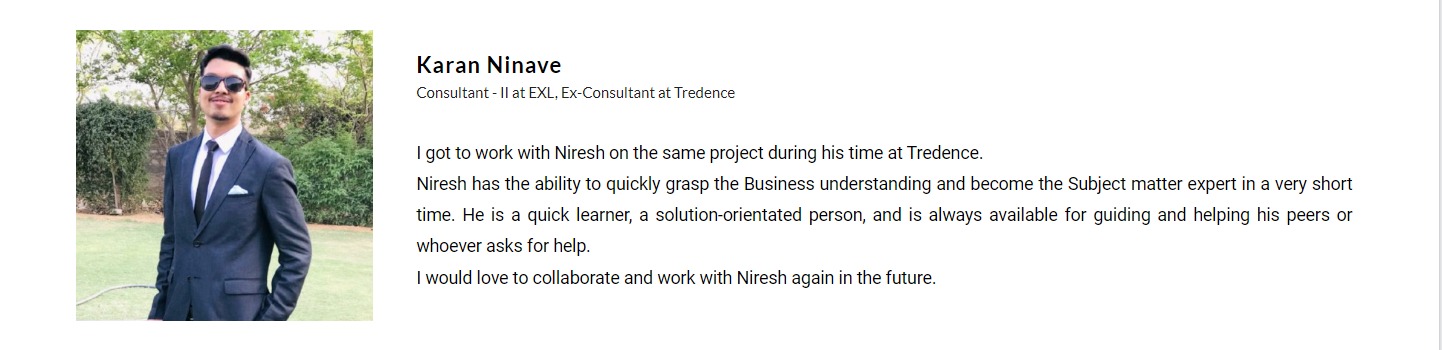 Karan Ninave
Consultant - II at EXL, Ex-Consultant at Tredence
I got to work with Niresh on the same project during his time at Tredence.
Niresh has the ability to quickly grasp the Business understanding and become the Subject matter expert in a very short
time. He is a quick learner, a solution-orientated person, and is always available for guiding and helping his peers or
whoever asks for help.
I would love to collaborate and work with Niresh again in the future.